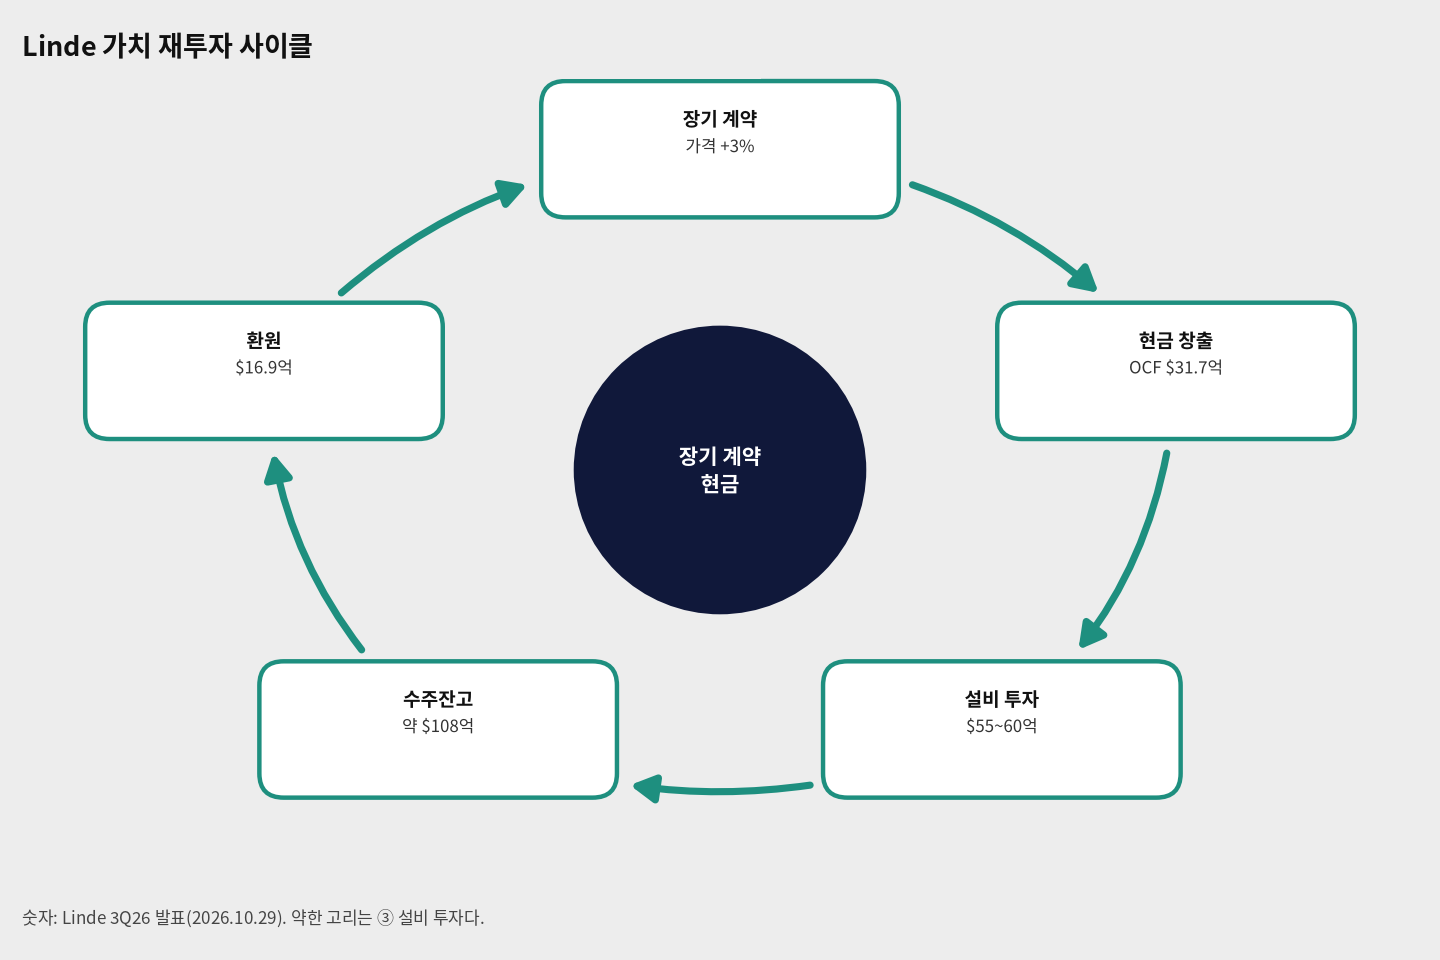 Linde 가치 재투자 사이클
장기 계약
가격 +3%
현금 창출
OCF $31.7억
설비 투자
$55~60억
수주잔고
약 $108억
환원
$16.9억
장기 계약
현금
숫자: Linde 3Q26 발표(2026.10.29). 약한 고리는 ③ 설비 투자다.